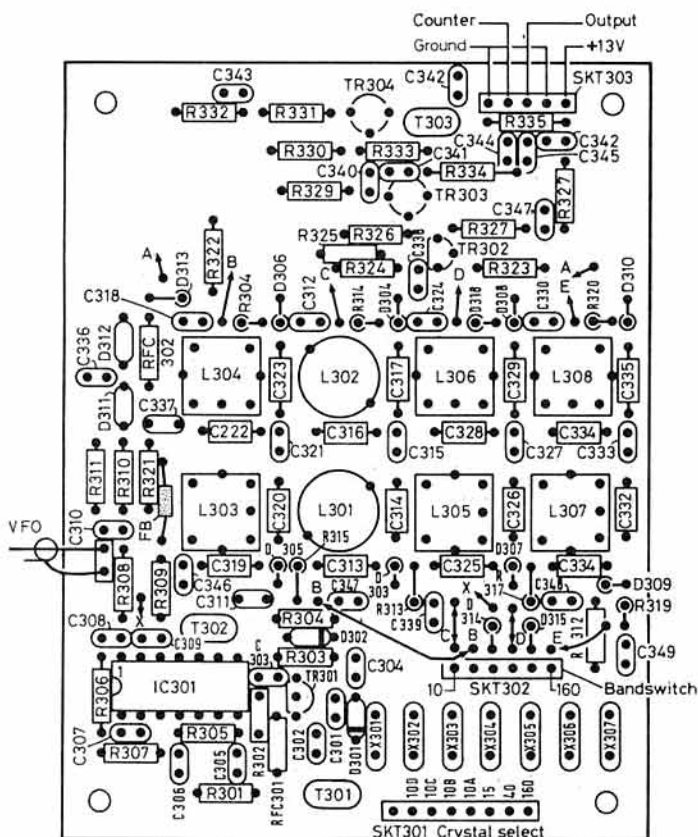 Counter Output
Ground +13V
SKT303
C343
TR304
C342
R332 R331
T303
R335
C344 C342
C345
R330 R333
C341
R334
C340
R329
TR303
R327
C347
R327
R322
R325
R326
C338
TR302
R324
R323
A
D313
B
R304
D306
C
D
A
E
D310
C318
C312
R314
D304
C324
D318
D308
C330
R320
C336
D312
RFC
302
L304
C323
L302
C317
L306
C329
L308
C335
D311
C337
C222
C321
C316
C315
C328
C327
C334
C333
R311
R310
R321
FB
L303
C320
L301
C314
L305
C326
L307
C332
VFO
C310
R308
R309
C319
D
305
R315
C313
D
303
C325
D307
C334
C346
C311
B
C347
R313
C339
X
R
317
C348
D309
R319
C308
X
C309
T302
R304
D302
C
D
314
B
D
D315
E
R
312
C349
R306
1
IC301
R303
C
303
TR301
C304
10
SKT302
160
Bandswitch
C307
R307
R305
C306
C305
R302
R301
RFC301
C302
C301
D301
T301
X301
X302
X303
X304
X305
X306
X307
10D
10C
10B
10A
15
40
160
SKT301 Crystal select